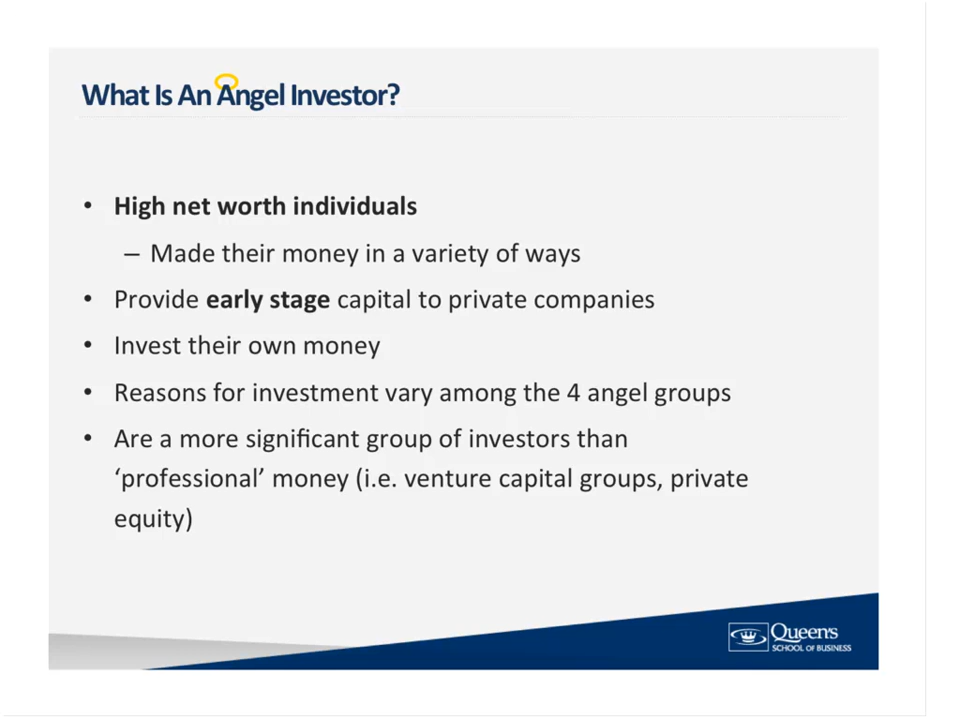 What Is An Angel Investor?
• High net worth individuals
– Made their money in a variety of ways
• Provide early stage capital to private companies
• Invest their own money
• Reasons for investment vary among the 4 angel groups
• Are a more significant group of investors than
‘professional’ money (i.e. venture capital groups, private
equity)
Queen's
SCHOOL OF BUSINESS